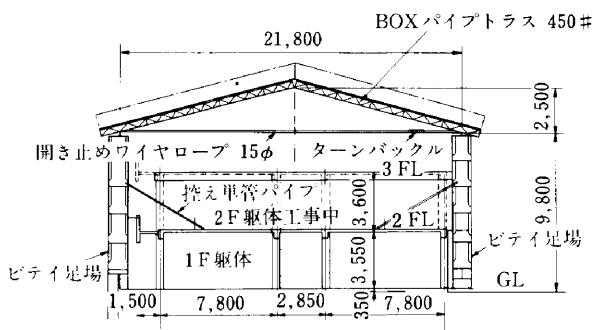 BOXパイプトラス 450#
21,800
2,500
開き止めワイヤロープ 15φ
ターンバックル
3 FL
控え単管パイプ
2F躯体工事中
3,600
2 FL
9,800
ビテイ足場
1F躯体
3,550
ビテイ足場
GL
350
1,500
7,800
2,850
7,800